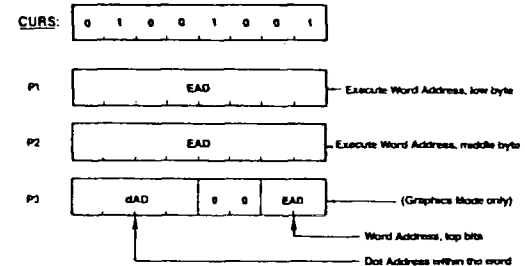 CURS: 0 1 0 0 1 0 0 1
P1 EAD Execute Word Address, low byte
P2 EAD Execute Word Address, middle byte
P3 dAD 0 0 EAD (Graphics Mode only)
Word Address, top bits
Dot Address within the word